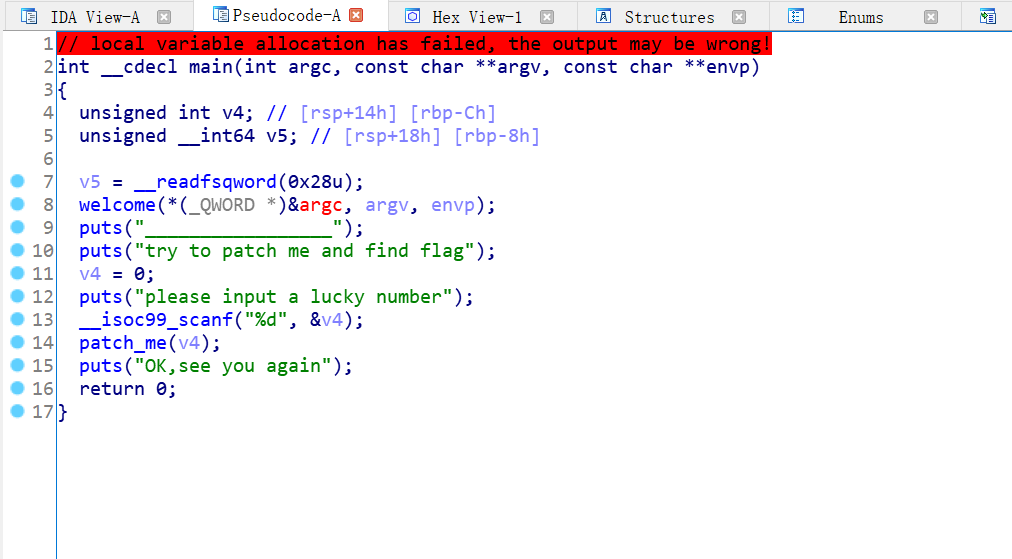 IDA View-A Pseudocode-A Hex View-1 Structures Enums
1 // local variable allocation has failed, the output may be wrong!
2 int __cdecl main(int argc, const char **argv, const char **envp)
3 {
4 unsigned int v4; // [rsp+14h] [rbp-Ch]
5 unsigned __int64 v5; // [rsp+18h] [rbp-8h]
6
7 v5 = __readfsqword(0x28u);
8 welcome(*(_QWORD *)&argc, argv, envp);
9 puts("_________________");
10 puts("try to patch me and find flag");
11 v4 = 0;
12 puts("please input a lucky number");
13 __isoc99_scanf("%d", &v4);
14 patch_me(v4);
15 puts("OK,see you again");
16 return 0;
17 }